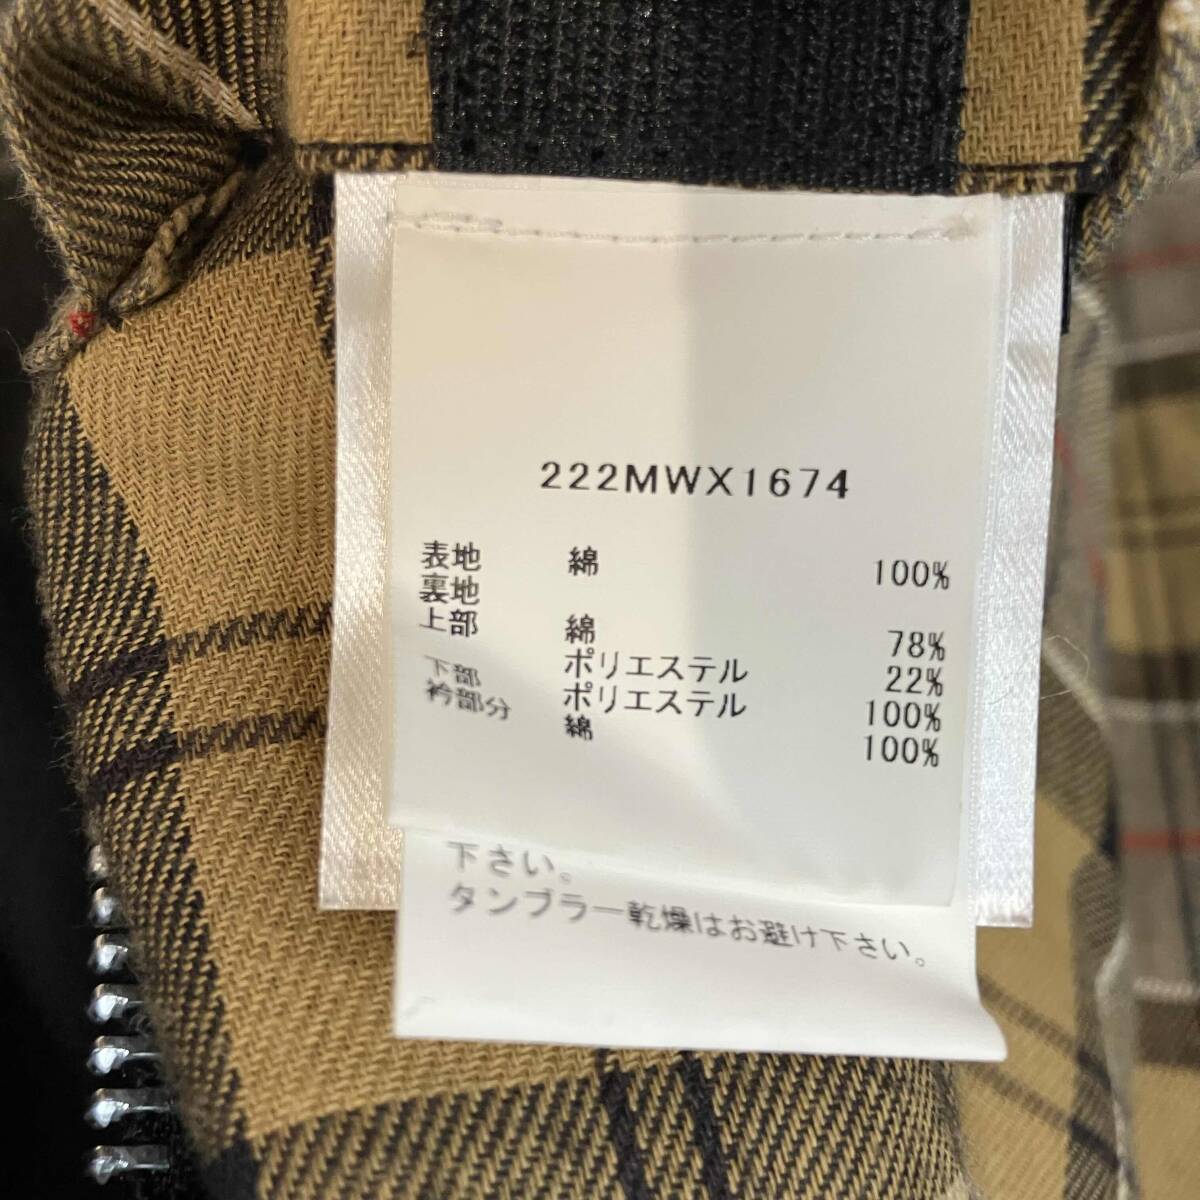 222MWX1674
表地 綿 100%
裏地
上部 綿 78%
ポリエステル 22%
下部 ポリエステル 100%
衿部分 綿 100%
下さい。
タンブラー乾燥はお避け下さい。